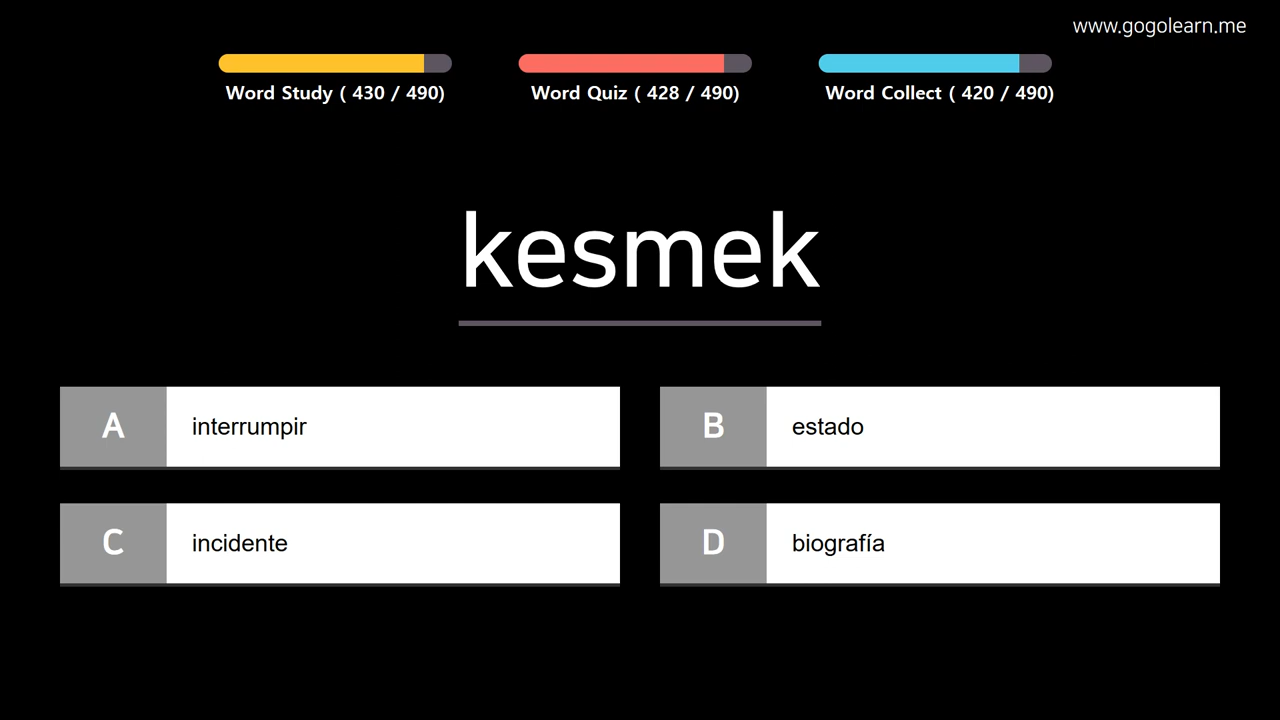 www.gogolearn.me
Word Study ( 430 / 490)
Word Quiz ( 428 / 490)
Word Collect ( 420 / 490)
kesmek
A interrumpir
B estado
C incidente
D biografía